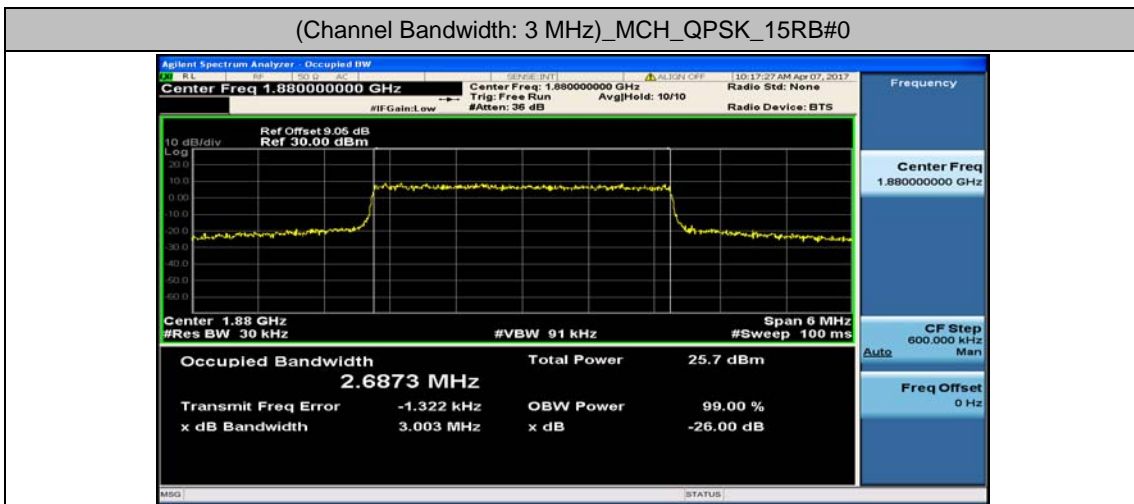 (Channel Bandwidth: 3 MHz)_MCH_QPSK_15RB#0
Agilent Spectrum Analyzer - Occupied BW
RL RF 50 Ω AC SENSE:INT ALIGN OFF 10:17:27 AM Apr 07, 2017
Center Freq 1.880000000 GHz
Center Freq: 1.880000000 GHz
Radio Std: None
Trig: Free Run Avg|Hold: 10/10
#IFGain:Low #Atten: 36 dB Radio Device: BTS
Ref Offset 9.05 dB
10 dB/div Ref 30.00 dBm
Log
20.0
10.0
0.00
-10.0
-20.0
-30.0
-40.0
-50.0
-60.0
Center 1.88 GHz Span 6 MHz
#Res BW 30 kHz #VBW 91 kHz #Sweep 100 ms
Occupied Bandwidth Total Power 25.7 dBm
2.6873 MHz
Transmit Freq Error -1.322 kHz OBW Power 99.00 %
x dB Bandwidth 3.003 MHz x dB -26.00 dB
MSG STATUS
Frequency
Center Freq
1.880000000 GHz
CF Step
600.000 kHz
Auto Man
Freq Offset
0 Hz